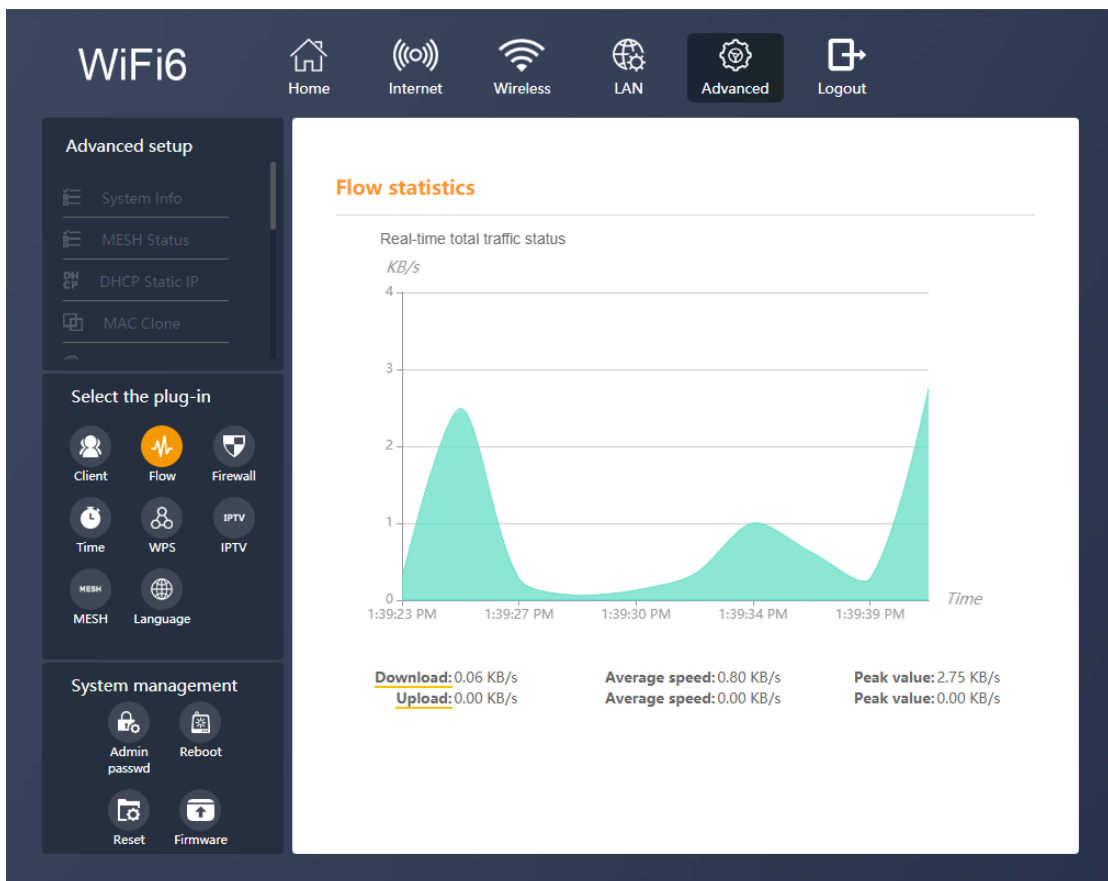 WiFi6
Home
Internet
Wireless
LAN
Advanced
Logout
Advanced setup
System Info
MESH Status
DHCP Static IP
MAC Clone
Select the plug-in
Client
Flow
Firewall
Time
WPS
IPTV
IPTV
MESH
MESH
Language
System management
Admin
passwd
Reboot
Reset
Firmware
Flow statistics
Real-time total traffic status
KB/s
4
3
2
1
0
1:39:23 PM 1:39:27 PM 1:39:30 PM 1:39:34 PM 1:39:39 PM
Time
Download: 0.06 KB/s Average speed: 0.80 KB/s Peak value: 2.75 KB/s
Upload: 0.00 KB/s Average speed: 0.00 KB/s Peak value: 0.00 KB/s